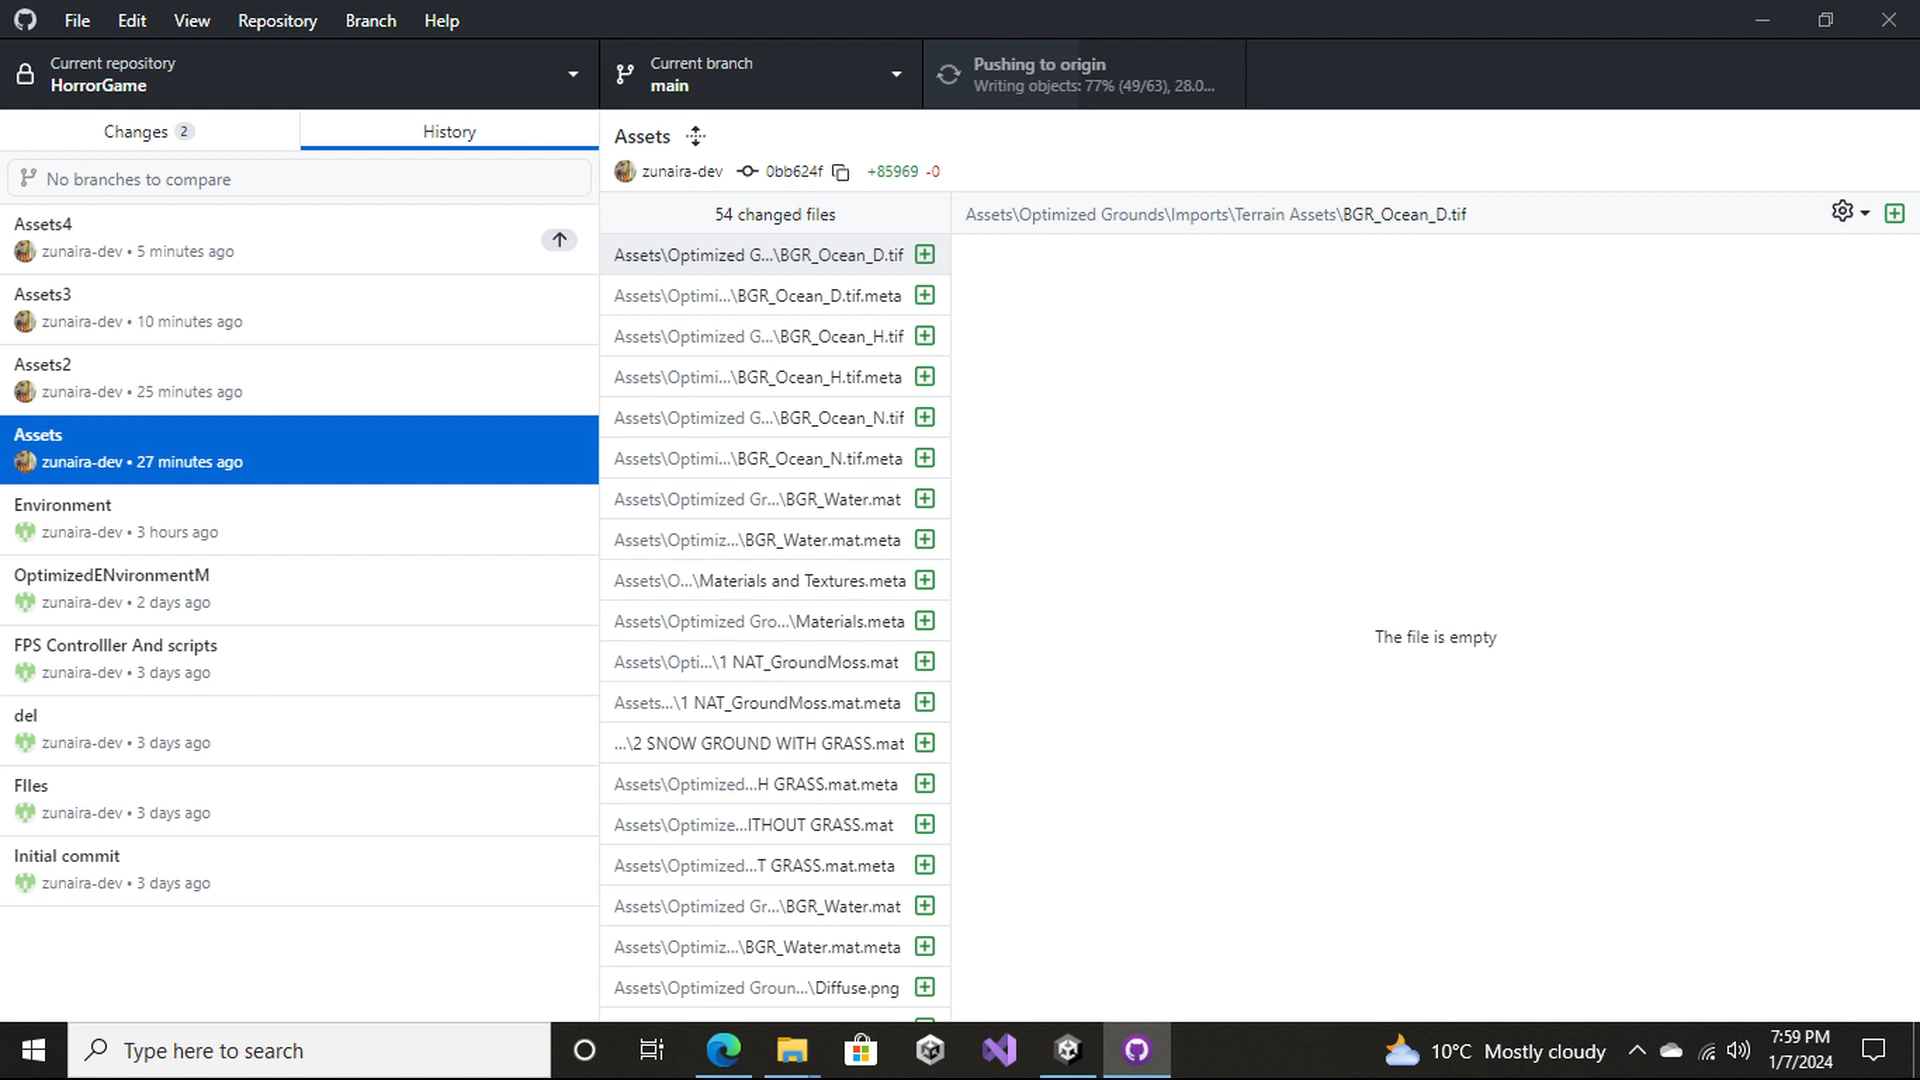 File Edit View Repository Branch Help
Current repository
HorrorGame
Current branch
main
Pushing to origin
Writing objects: 77% (49/63), 28.0...
Changes 2
History
No branches to compare
Assets4
zunaira-dev • 5 minutes ago
Assets3
zunaira-dev • 10 minutes ago
Assets2
zunaira-dev • 25 minutes ago
Assets
zunaira-dev • 27 minutes ago
Environment
zunaira-dev • 3 hours ago
OptimizedENvironmentM
zunaira-dev • 2 days ago
FPS Controlller And scripts
zunaira-dev • 3 days ago
del
zunaira-dev • 3 days ago
FIles
zunaira-dev • 3 days ago
Initial commit
zunaira-dev • 3 days ago
Assets
zunaira-dev 0bb624f +85969 -0
54 changed files
Assets\Optimized G...\BGR_Ocean_D.tif
Assets\Optimi...\BGR_Ocean_D.tif.meta
Assets\Optimized G...\BGR_Ocean_H.tif
Assets\Optimi...\BGR_Ocean_H.tif.meta
Assets\Optimized G...\BGR_Ocean_N.tif
Assets\Optimi...\BGR_Ocean_N.tif.meta
Assets\Optimized Gr...\BGR_Water.mat
Assets\Optimiz...\BGR_Water.mat.meta
Assets\O...\Materials and Textures.meta
Assets\Optimized Gro...\Materials.meta
Assets\Opti...\1 NAT_GroundMoss.mat
Assets...\1 NAT_GroundMoss.mat.meta
...\2 SNOW GROUND WITH GRASS.mat
Assets\Optimized...H GRASS.mat.meta
Assets\Optimize...ITHOUT GRASS.mat
Assets\Optimized...T GRASS.mat.meta
Assets\Optimized Gr...\BGR_Water.mat
Assets\Optimiz...\BGR_Water.mat.meta
Assets\Optimized Groun...\Diffuse.png
Assets\Optimized Grounds\Imports\Terrain Assets\BGR_Ocean_D.tif
The file is empty
Type here to search
10°C Mostly cloudy
7:59 PM
1/7/2024